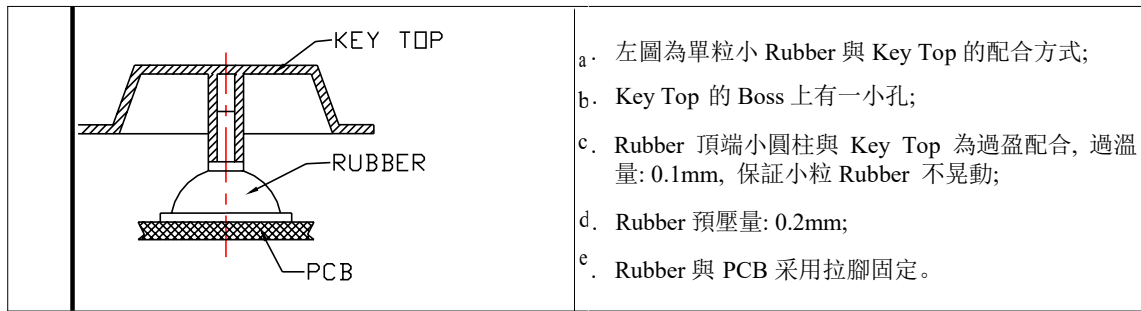 KEY TOP
RUBBER
PCB
a. 左圖為單粒小 Rubber 與 Key Top 的配合方式;
b. Key Top 的 Boss 上有一小孔;
c. Rubber 頂端小圓柱與 Key Top 為過盈配合, 過溫
量: 0.1mm, 保証小粒 Rubber 不晃動;
d. Rubber 預壓量: 0.2mm;
e. Rubber 與 PCB 采用拉腳固定。